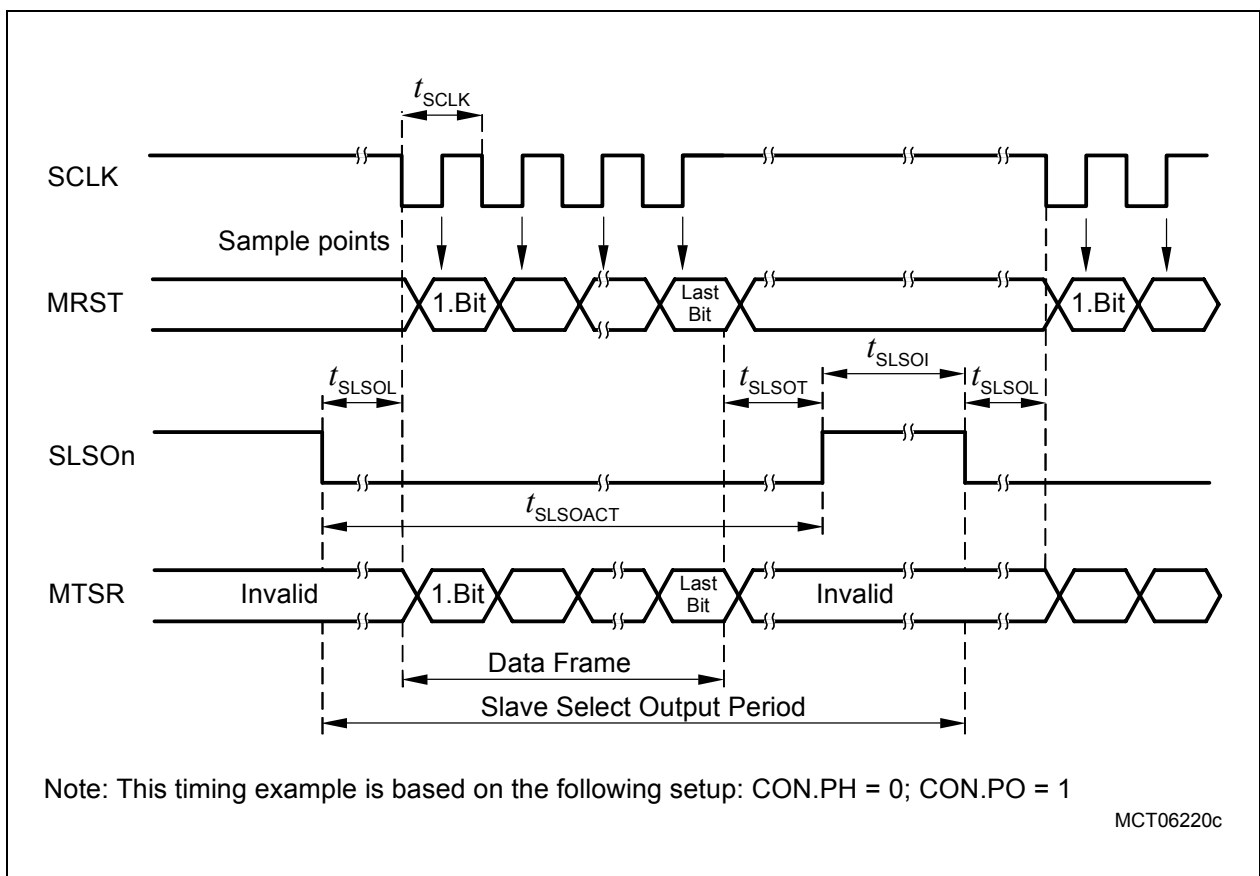 tSCLK
SCLK
Sample points
MRST
1.Bit
Last
Bit
1.Bit
tSLSOL
tSLSOT
tSLSOI
tSLSOL
SLSOn
tSLSOACT
MTSR
Invalid
1.Bit
Last
Bit
Invalid
Data Frame
Slave Select Output Period
Note: This timing example is based on the following setup: CON.PH = 0; CON.PO = 1
MCT06220c